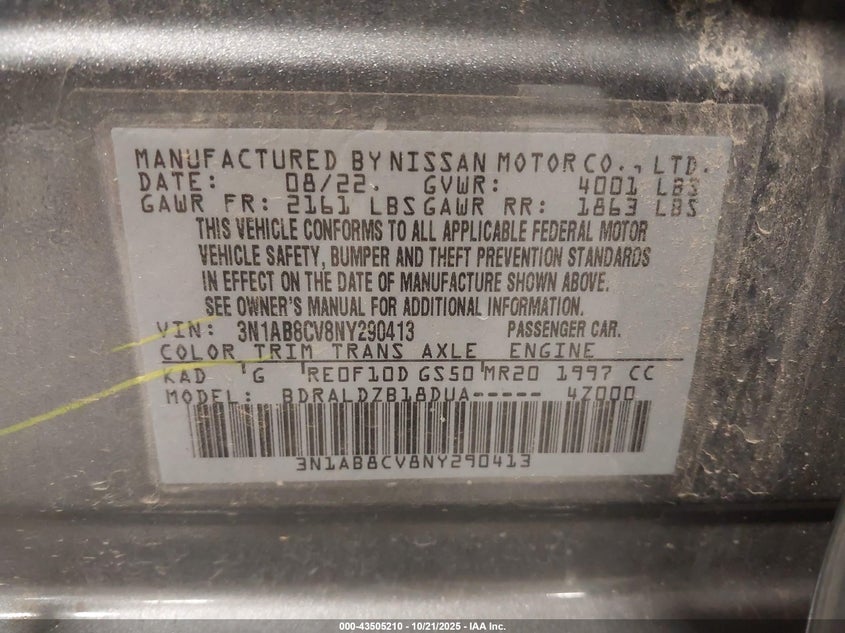 MANUFACTURED BY NISSAN MOTOR CO., LTD.
DATE: 08/22. GVWR: 4001 LBS
GAWR FR: 2161 LBS GAWR RR: 1863 LBS
THIS VEHICLE CONFORMS TO ALL APPLICABLE FEDERAL MOTOR
VEHICLE SAFETY, BUMPER AND THEFT PREVENTION STANDARDS
IN EFFECT ON THE DATE OF MANUFACTURE SHOWN ABOVE.
SEE OWNER'S MANUAL FOR ADDITIONAL INFORMATION.
VIN: 3N1AB8CV8NY290413 PASSENGER CAR.
COLOR TRIM TRANS AXLE ENGINE
KAD G RE0F10D GS50 MR20 1997 CC
MODEL: BDRALDZB18DUA----- 4Z000
3N1AB8CV8NY290413
000-43505210 - 10/21/2025 - IAA Inc.